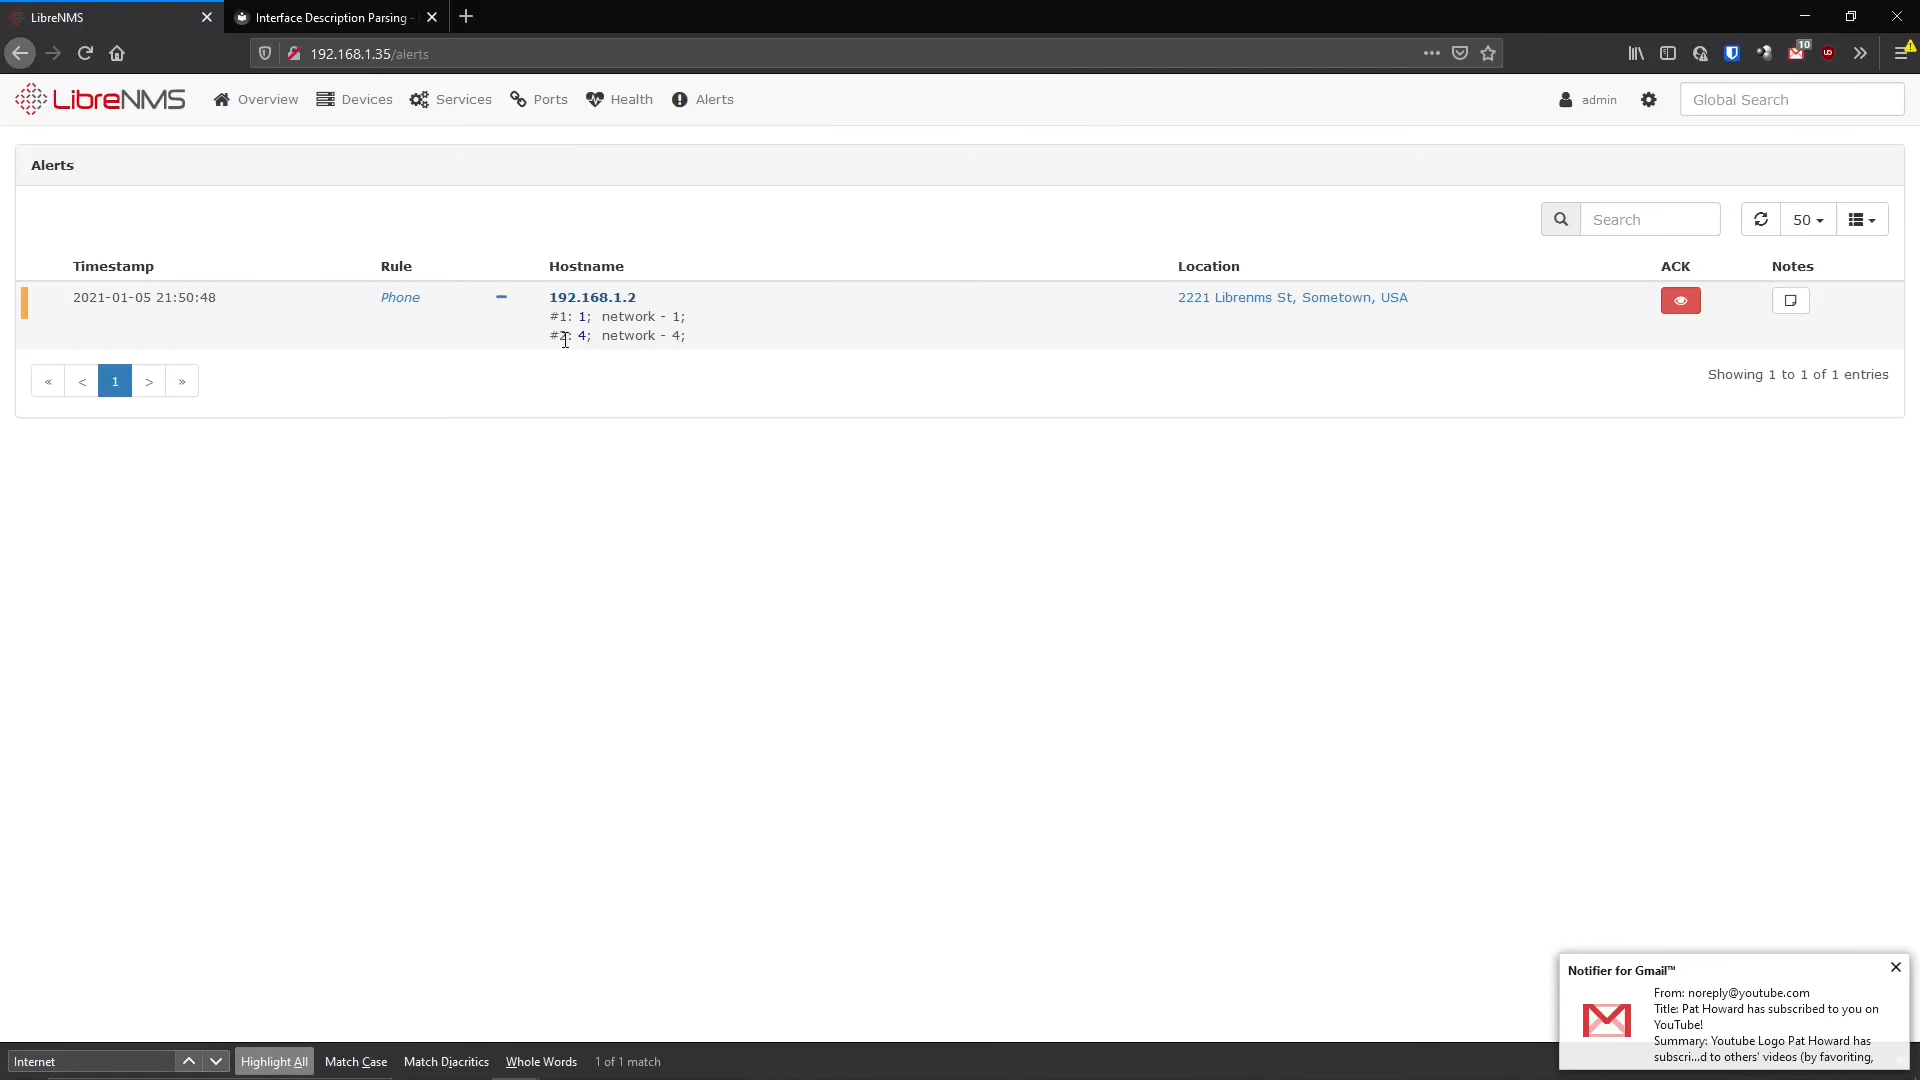 LibreNMS
Interface Description Parsing -
192.168.1.35/alerts
10
LibreNMS
Overview
Devices
Services
Ports
Health
Alerts
admin
Global Search
Alerts
Search
50
Timestamp
Rule
Hostname
Location
ACK
Notes
2021-01-05 21:50:48
Phone
192.168.1.2
2221 Librenms St, Sometown, USA
#1: 1; network - 1;
#2: 4; network - 4;
« < 1 > »
Showing 1 to 1 of 1 entries
Notifier for Gmail™
From: noreply@youtube.com
Title: Pat Howard has subscribed to you on
YouTube!
Summary: Youtube Logo Pat Howard has
subscri...d to others' videos (by favoriting,
Internet
Highlight All
Match Case
Match Diacritics
Whole Words
1 of 1 match